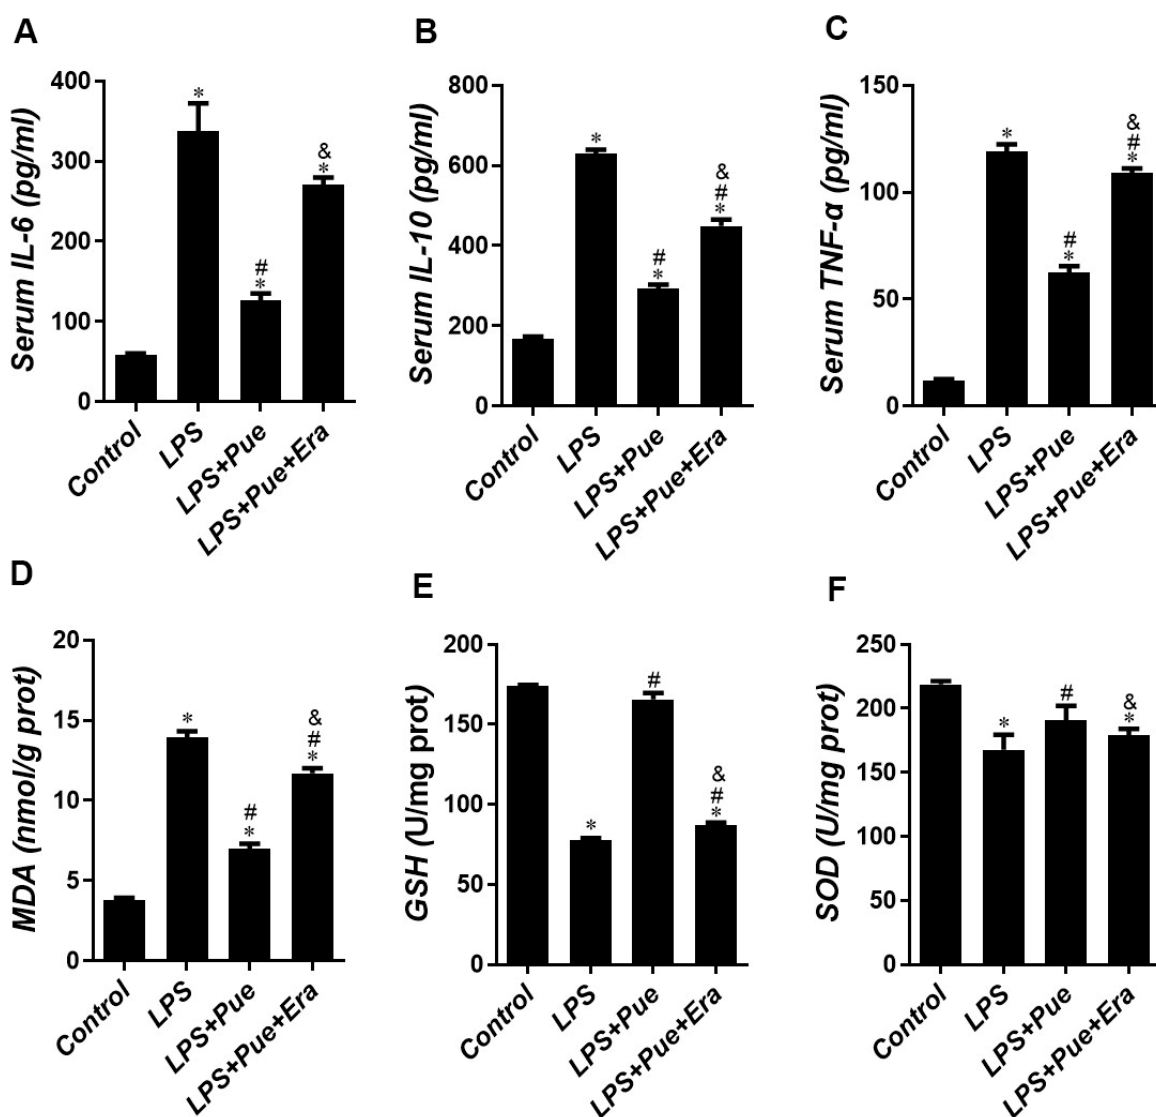 A
Serum IL-6 (pg/ml)
400
300
200
100
0
*
#
*
&
*
Control
LPS
LPS+Pue
LPS+Pue+Era
B
Serum IL-10 (pg/ml)
800
600
400
200
0
*
#
*
&
#
*
Control
LPS
LPS+Pue
LPS+Pue+Era
C
Serum TNF-α (pg/ml)
150
100
50
0
*
#
*
&
#
*
Control
LPS
LPS+Pue
LPS+Pue+Era
D
MDA (nmol/g prot)
20
15
10
5
0
*
#
*
&
#
*
Control
LPS
LPS+Pue
LPS+Pue+Era
E
GSH (U/mg prot)
200
150
100
50
0
*
#
&
#
*
Control
LPS
LPS+Pue
LPS+Pue+Era
F
SOD (U/mg prot)
250
200
150
100
50
0
*
#
&
*
Control
LPS
LPS+Pue
LPS+Pue+Era